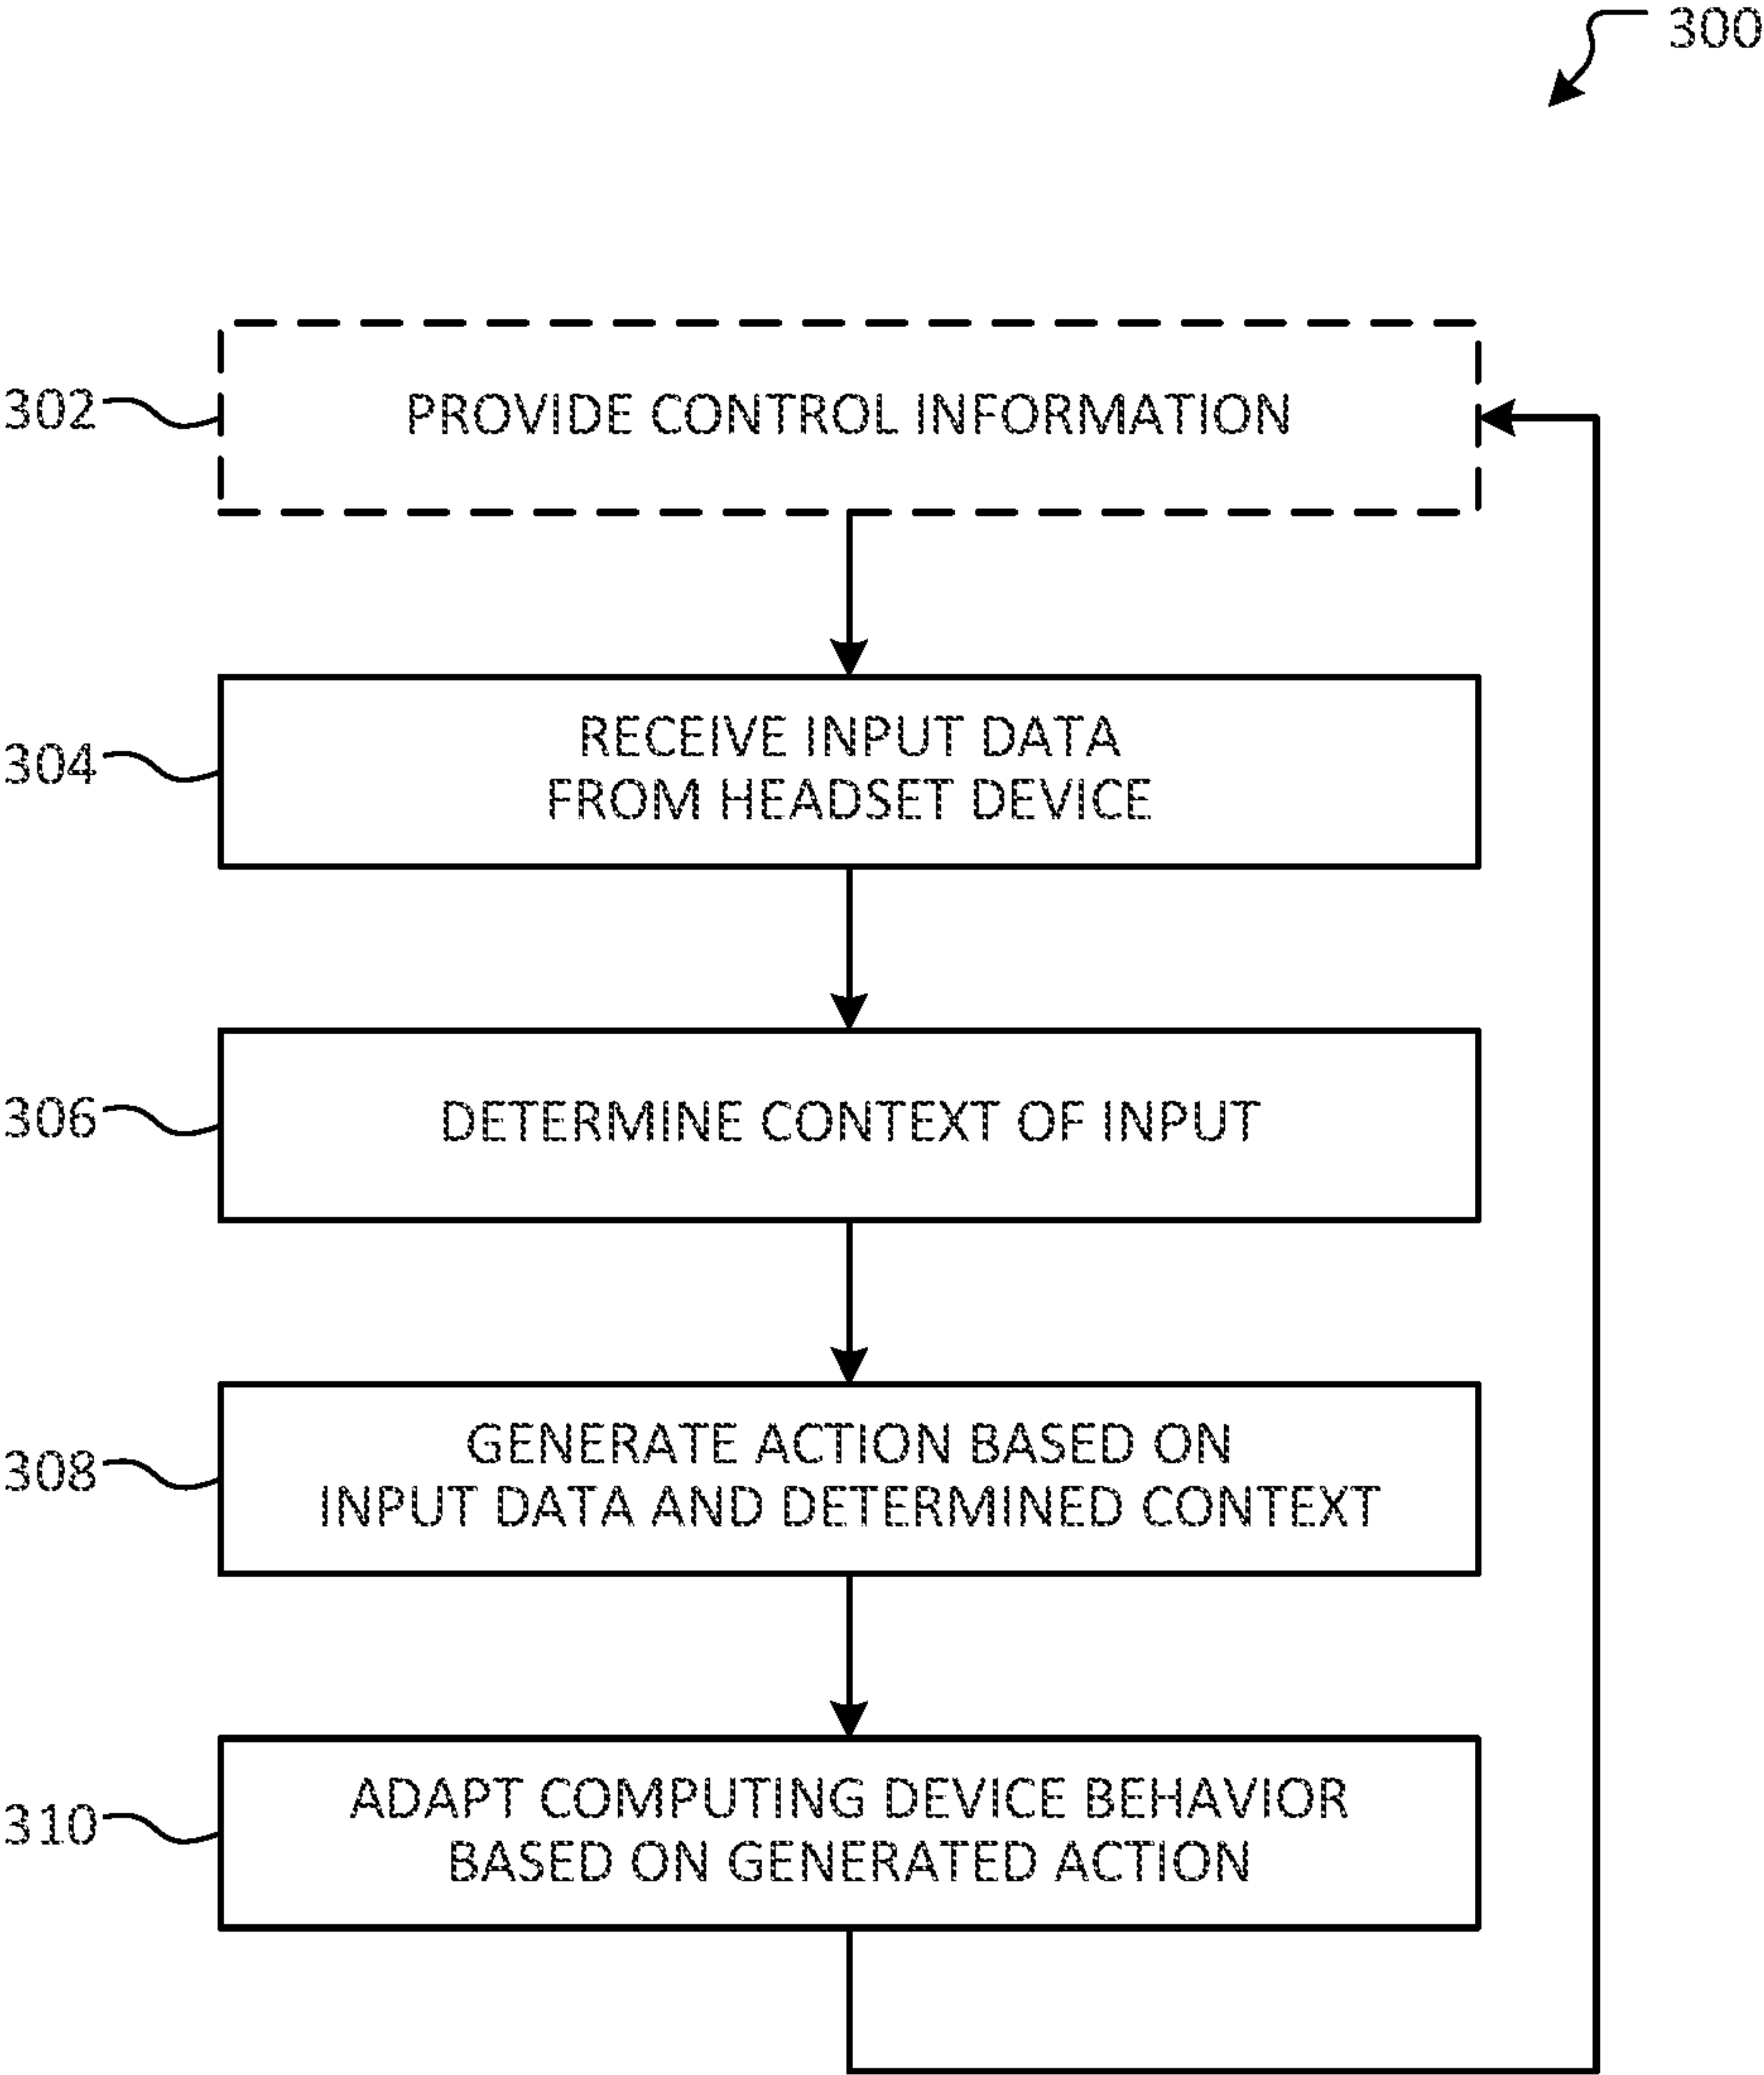 300
302
PROVIDE CONTROL INFORMATION
304
RECEIVE INPUT DATA
FROM HEADSET DEVICE
306
DETERMINE CONTEXT OF INPUT
308
GENERATE ACTION BASED ON
INPUT DATA AND DETERMINED CONTEXT
310
ADAPT COMPUTING DEVICE BEHAVIOR
BASED ON GENERATED ACTION